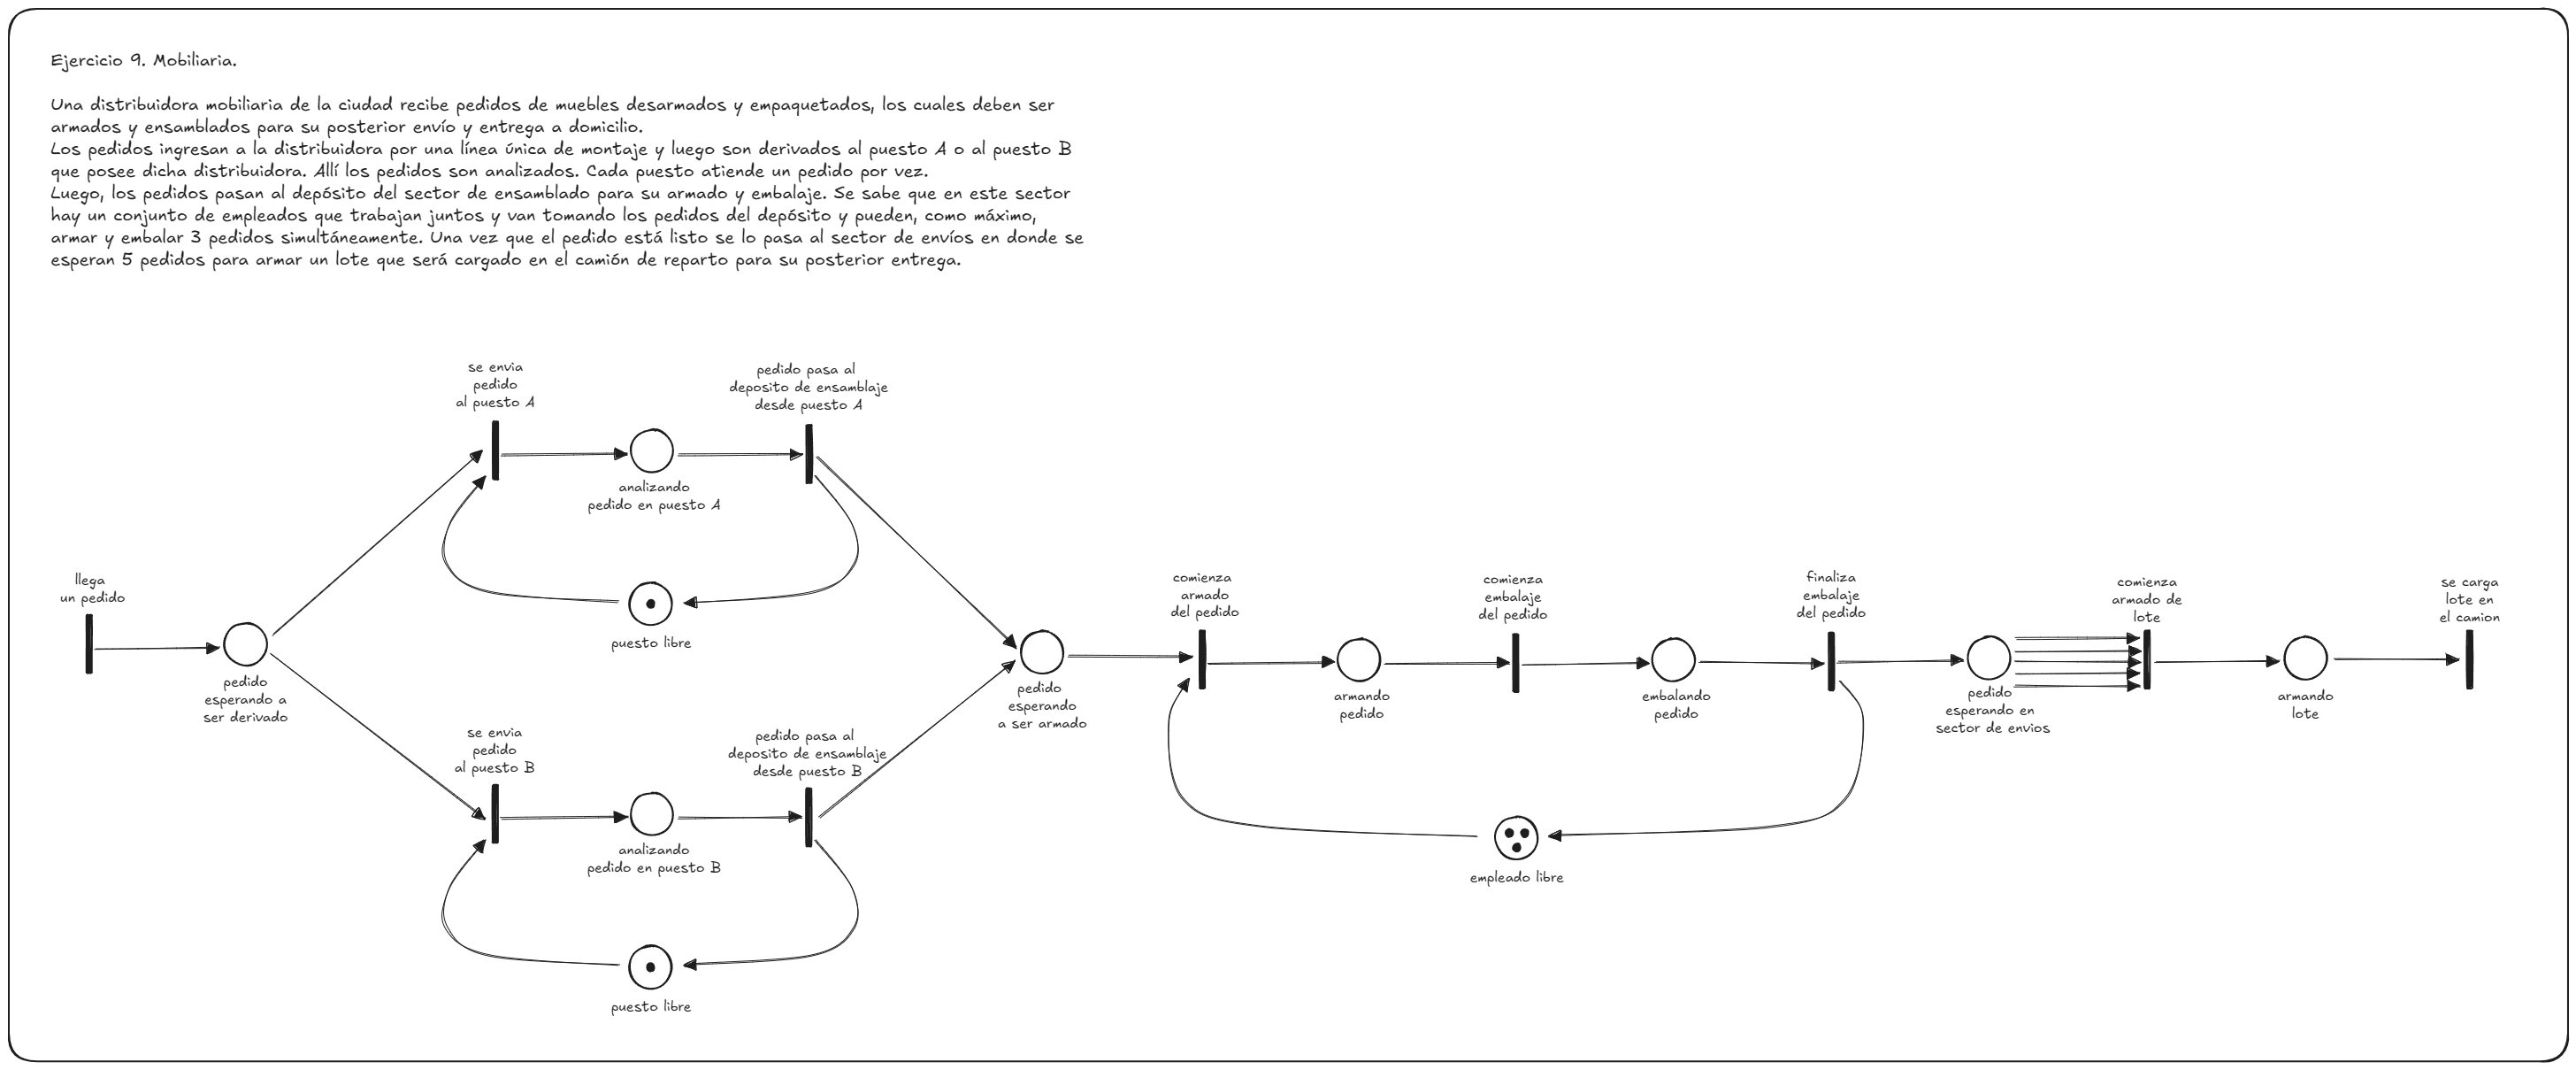 Ejercicio 9. Mobiliaria.
Una distribuidora mobiliaria de la ciudad recibe pedidos de muebles desarmados y empaquetados, los cuales deben ser
armados y ensamblados para su posterior envío y entrega a domicilio.
Los pedidos ingresan a la distribuidora por una línea única de montaje y luego son derivados al puesto A o al puesto B
que posee dicha distribuidora. Allí los pedidos son analizados. Cada puesto atiende un pedido por vez.
Luego, los pedidos pasan al depósito del sector de ensamblado para su armado y embalaje. Se sabe que en este sector
hay un conjunto de empleados que trabajan juntos y van tomando los pedidos del depósito y pueden, como máximo,
armar y embalar 3 pedidos simultáneamente. Una vez que el pedido está listo se lo pasa al sector de envíos en donde se
esperan 5 pedidos para armar un lote que será cargado en el camión de reparto para su posterior entrega.
llega
un pedido
pedido
esperando a
ser derivado
se envia
pedido
al puesto A
analizando
pedido en puesto A
pedido pasa al
deposito de ensamblaje
desde puesto A
puesto libre
se envia
pedido
al puesto B
analizando
pedido en puesto B
pedido pasa al
deposito de ensamblaje
desde puesto B
puesto libre
pedido
esperando
a ser armado
comienza
armado
del pedido
armando
pedido
comienza
embalaje
del pedido
embalando
pedido
finaliza
embalaje
del pedido
empleado libre
pedido
esperando en
sector de envios
comienza
armado de
lote
armando
lote
se carga
lote en
el camion